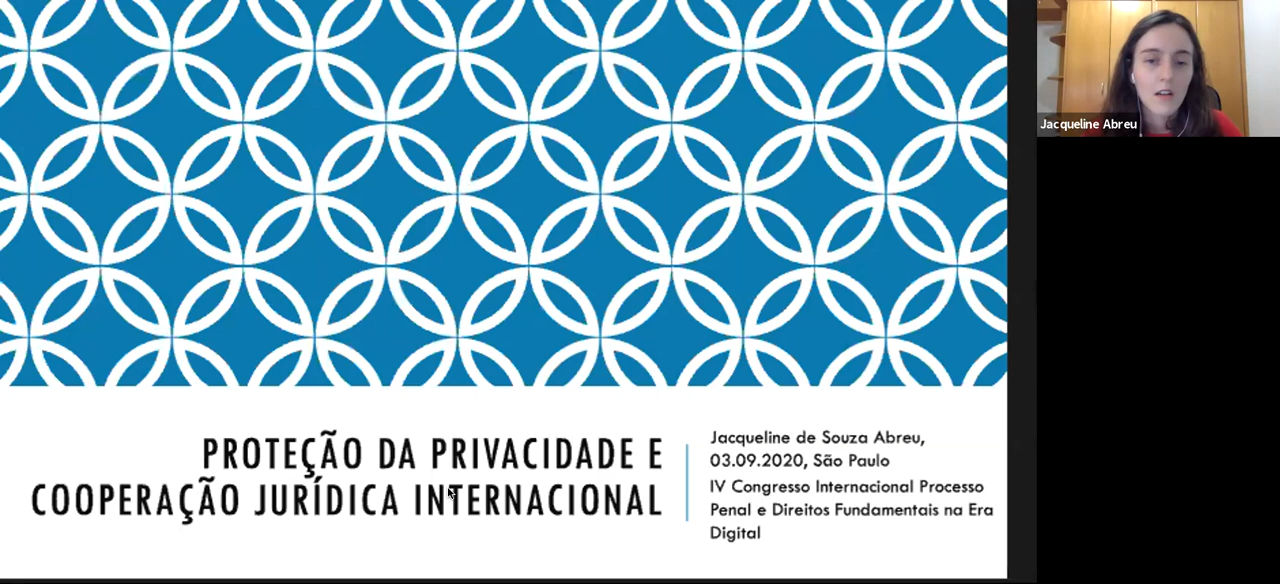 Jacqueline Abreu
PROTEÇÃO DA PRIVACIDADE E
COOPERAÇÃO JURÍDICA INTERNACIONAL
Jacqueline de Souza Abreu,
03.09.2020, São Paulo
IV Congresso Internacional Processo
Penal e Direitos Fundamentais na Era
Digital